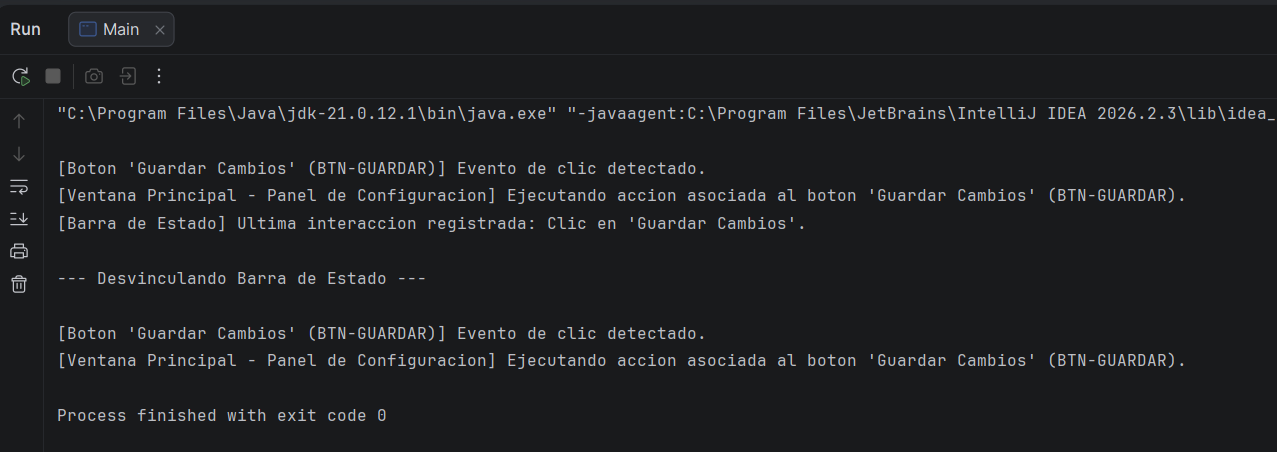 Run Main
"C:\Program Files\Java\jdk-21.0.12.1\bin\java.exe" "-javaagent:C:\Program Files\JetBrains\IntelliJ IDEA 2026.2.3\lib\idea_
[Boton 'Guardar Cambios' (BTN-GUARDAR)] Evento de clic detectado.
[Ventana Principal - Panel de Configuracion] Ejecutando accion asociada al boton 'Guardar Cambios' (BTN-GUARDAR).
[Barra de Estado] Ultima interaccion registrada: Clic en 'Guardar Cambios'.
--- Desvinculando Barra de Estado ---
[Boton 'Guardar Cambios' (BTN-GUARDAR)] Evento de clic detectado.
[Ventana Principal - Panel de Configuracion] Ejecutando accion asociada al boton 'Guardar Cambios' (BTN-GUARDAR).
Process finished with exit code 0